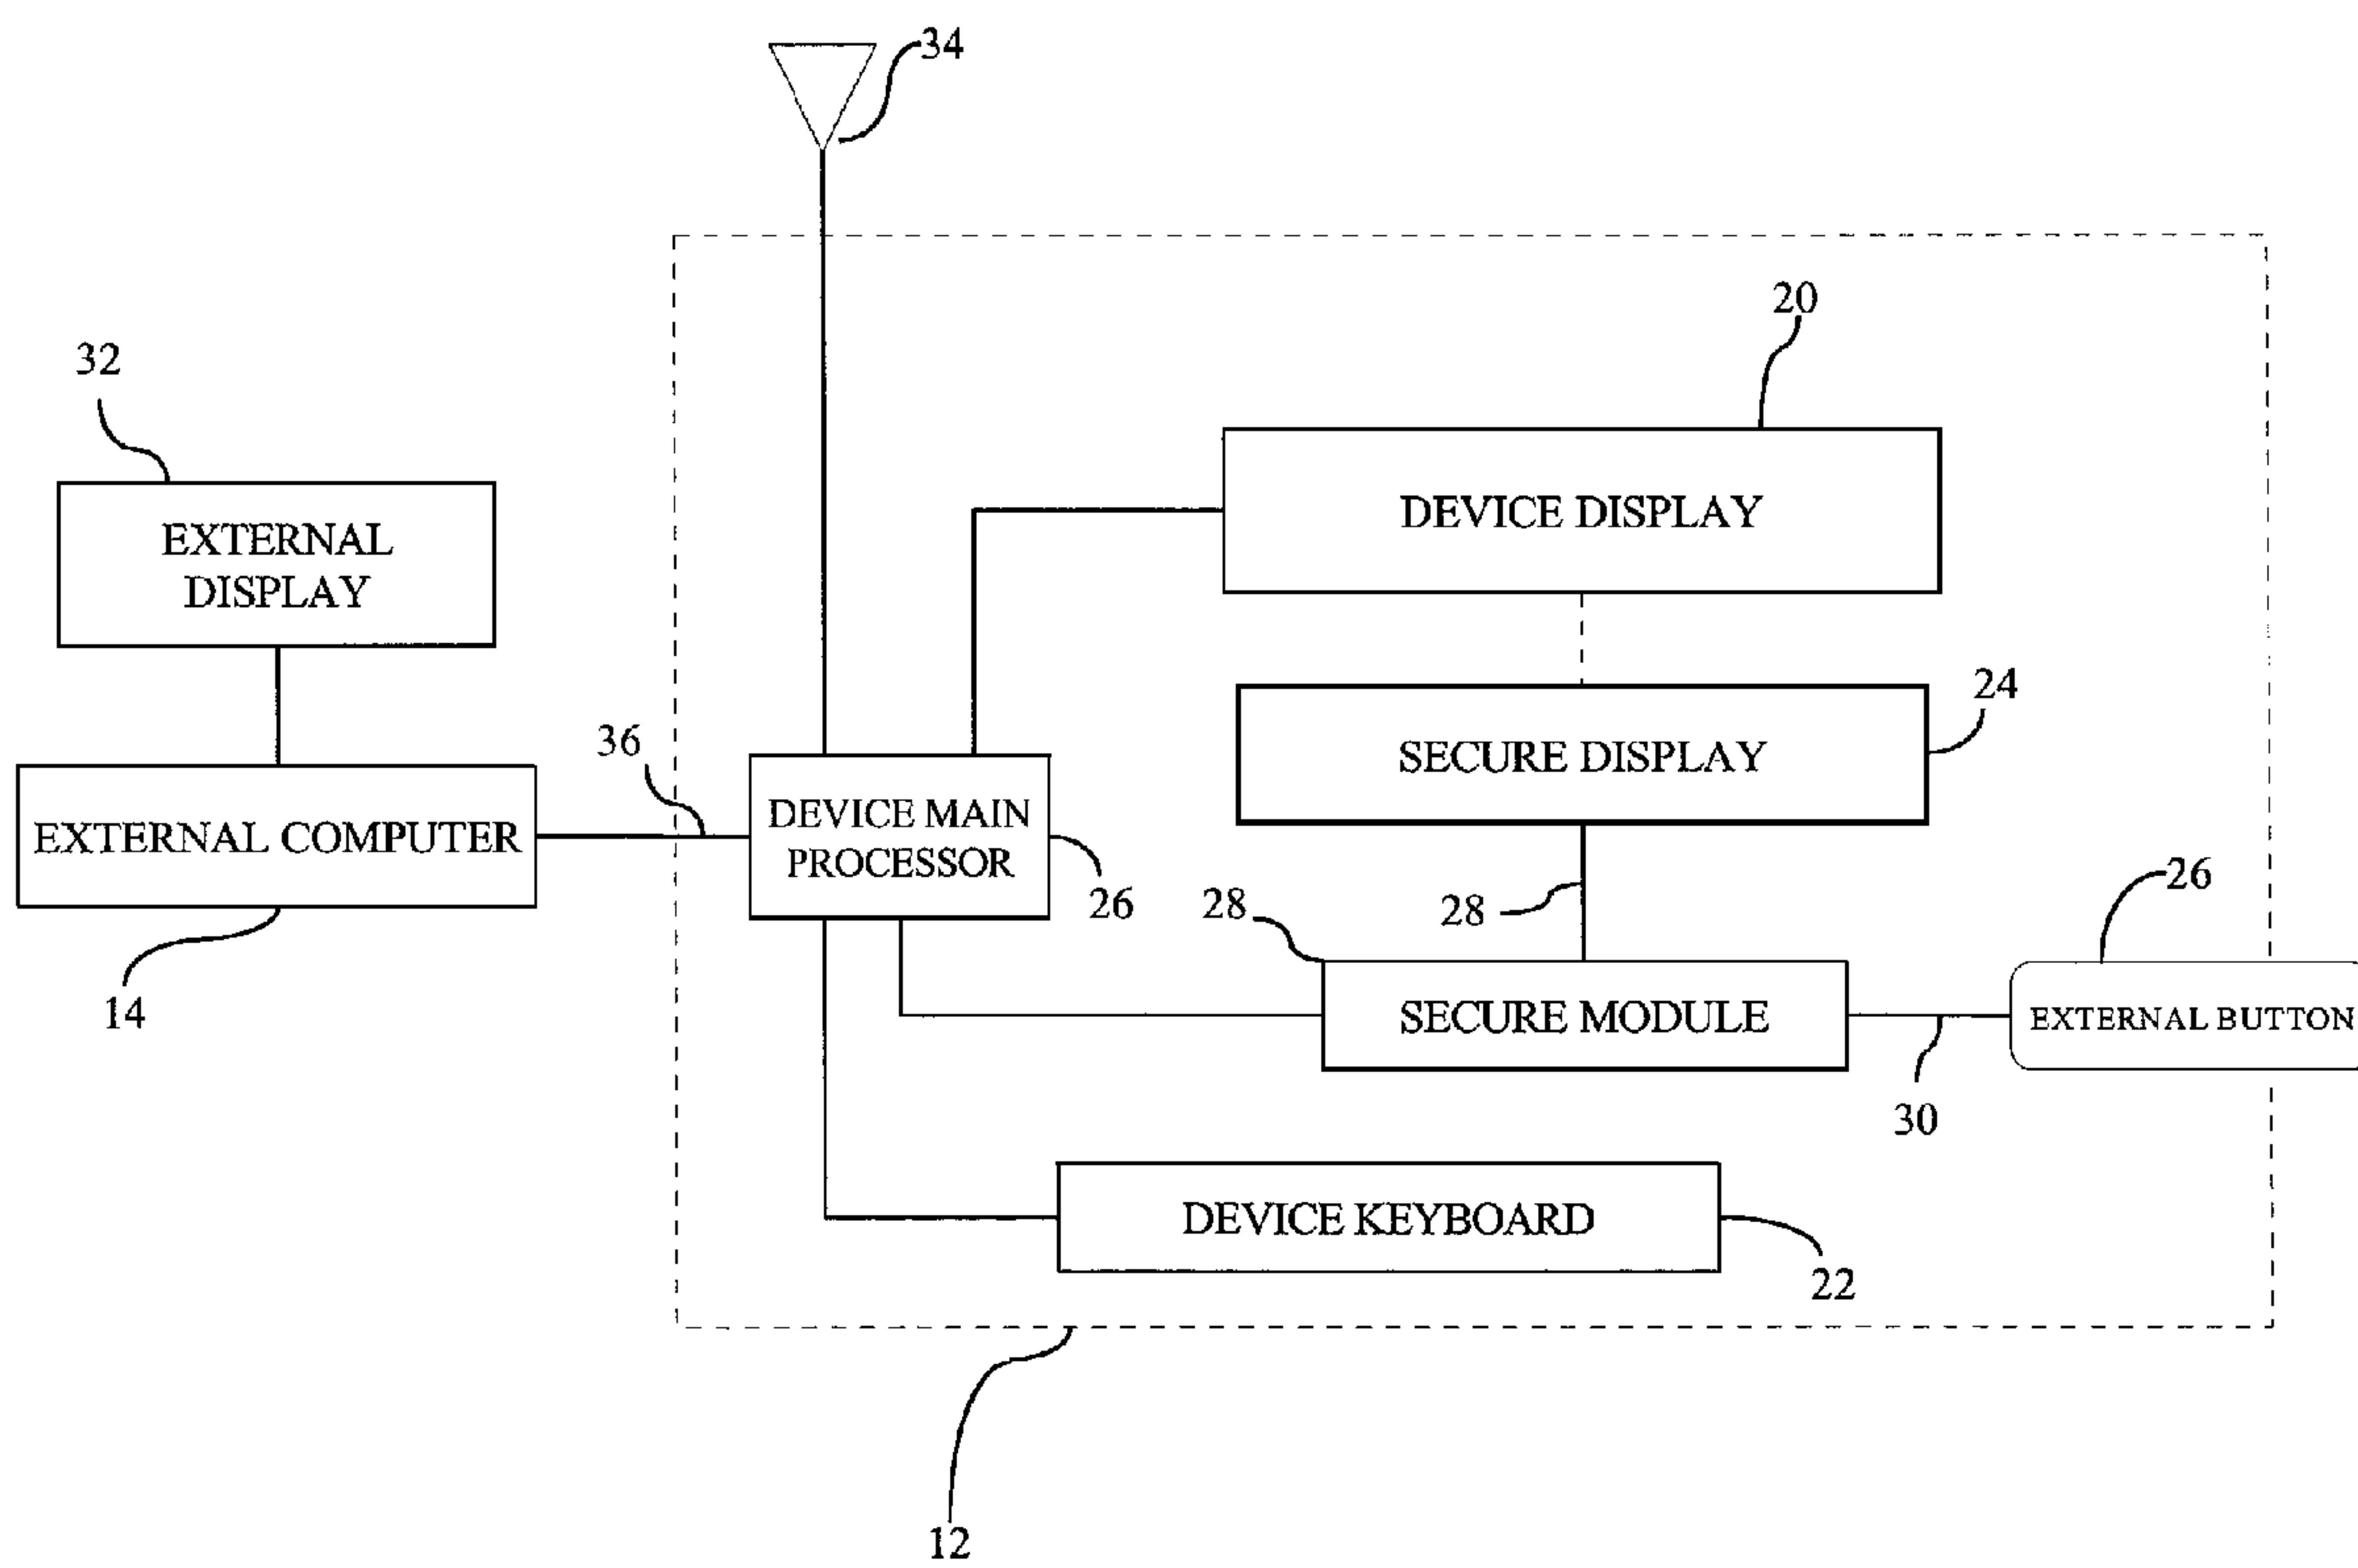 34
20
32
DEVICE DISPLAY
EXTERNAL
DISPLAY
24
36
SECURE DISPLAY
DEVICE MAIN
PROCESSOR
EXTERNAL COMPUTER
26
28
28
26
14
SECURE MODULE
EXTERNAL BUTTON
30
DEVICE KEYBOARD
22
12